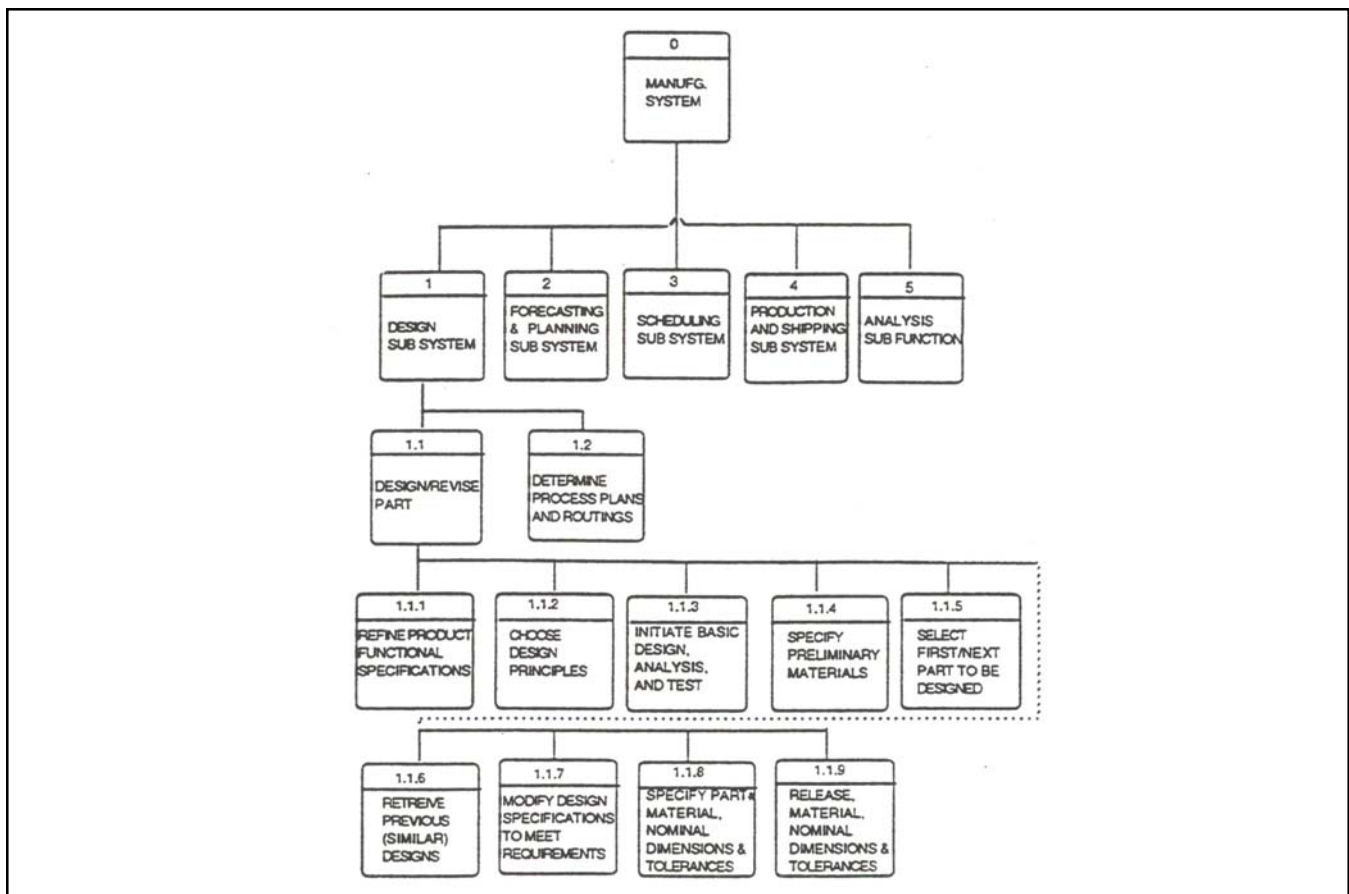 0
MANUFG.
SYSTEM
1
DESIGN
SUB SYSTEM
2
FORECASTING
& PLANNING
SUB SYSTEM
3
SCHEDULING
SUB SYSTEM
4
PRODUCTION
AND SHIPPING
SUB SYSTEM
5
ANALYSIS
SUB FUNCTION
1.1
DESIGN/REVISE
PART
1.2
DETERMINE
PROCESS PLANS
AND ROUTINGS
1.1.1
REFINE PRODUCT
FUNCTIONAL
SPECIFICATIONS
1.1.2
CHOOSE
DESIGN
PRINCIPLES
1.1.3
INITIATE BASIC
DESIGN,
ANALYSIS,
AND TEST
1.1.4
SPECIFY
PRELIMINARY
MATERIALS
1.1.5
SELECT
FIRST/NEXT
PART TO BE
DESIGNED
1.1.6
RETREIVE
PREVIOUS
(SIMILAR)
DESIGNS
1.1.7
MODIFY DESIGN
SPECIFICATIONS
TO MEET
REQUIREMENTS
1.1.8
SPECIFY PART#
MATERIAL,
NOMINAL
DIMENSIONS &
TOLERANCES
1.1.9
RELEASE,
MATERIAL,
NOMINAL
DIMENSIONS &
TOLERANCES